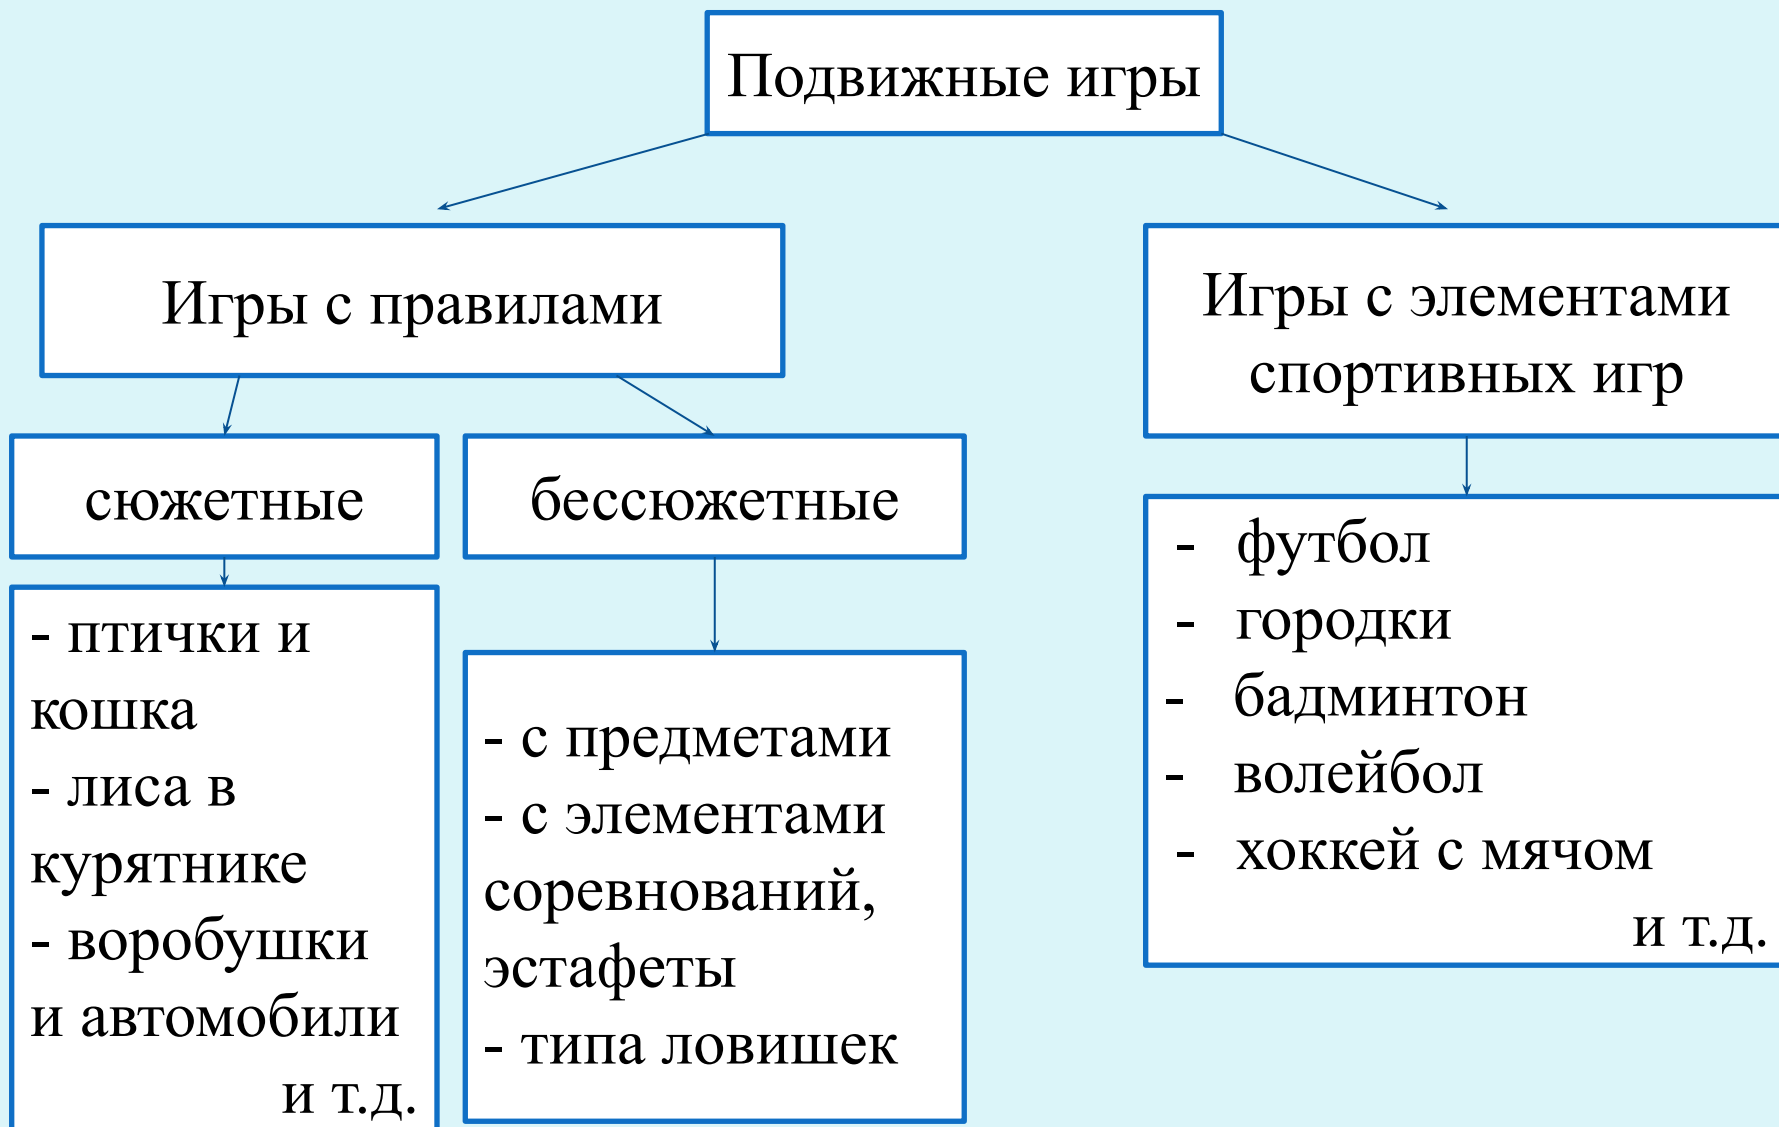 Подвижные игры
Игры с правилами
Игры с элементами
спортивных игр
сюжетные
бессюжетные
- птички и
кошка
- лиса в
курятнике
- воробушки
и автомобили
и т.д.
- с предметами
- с элементами
соревнований,
эстафеты
- типа ловишек
- футбол
- городки
- бадминтон
- волейбол
- хоккей с мячом
и т.д.